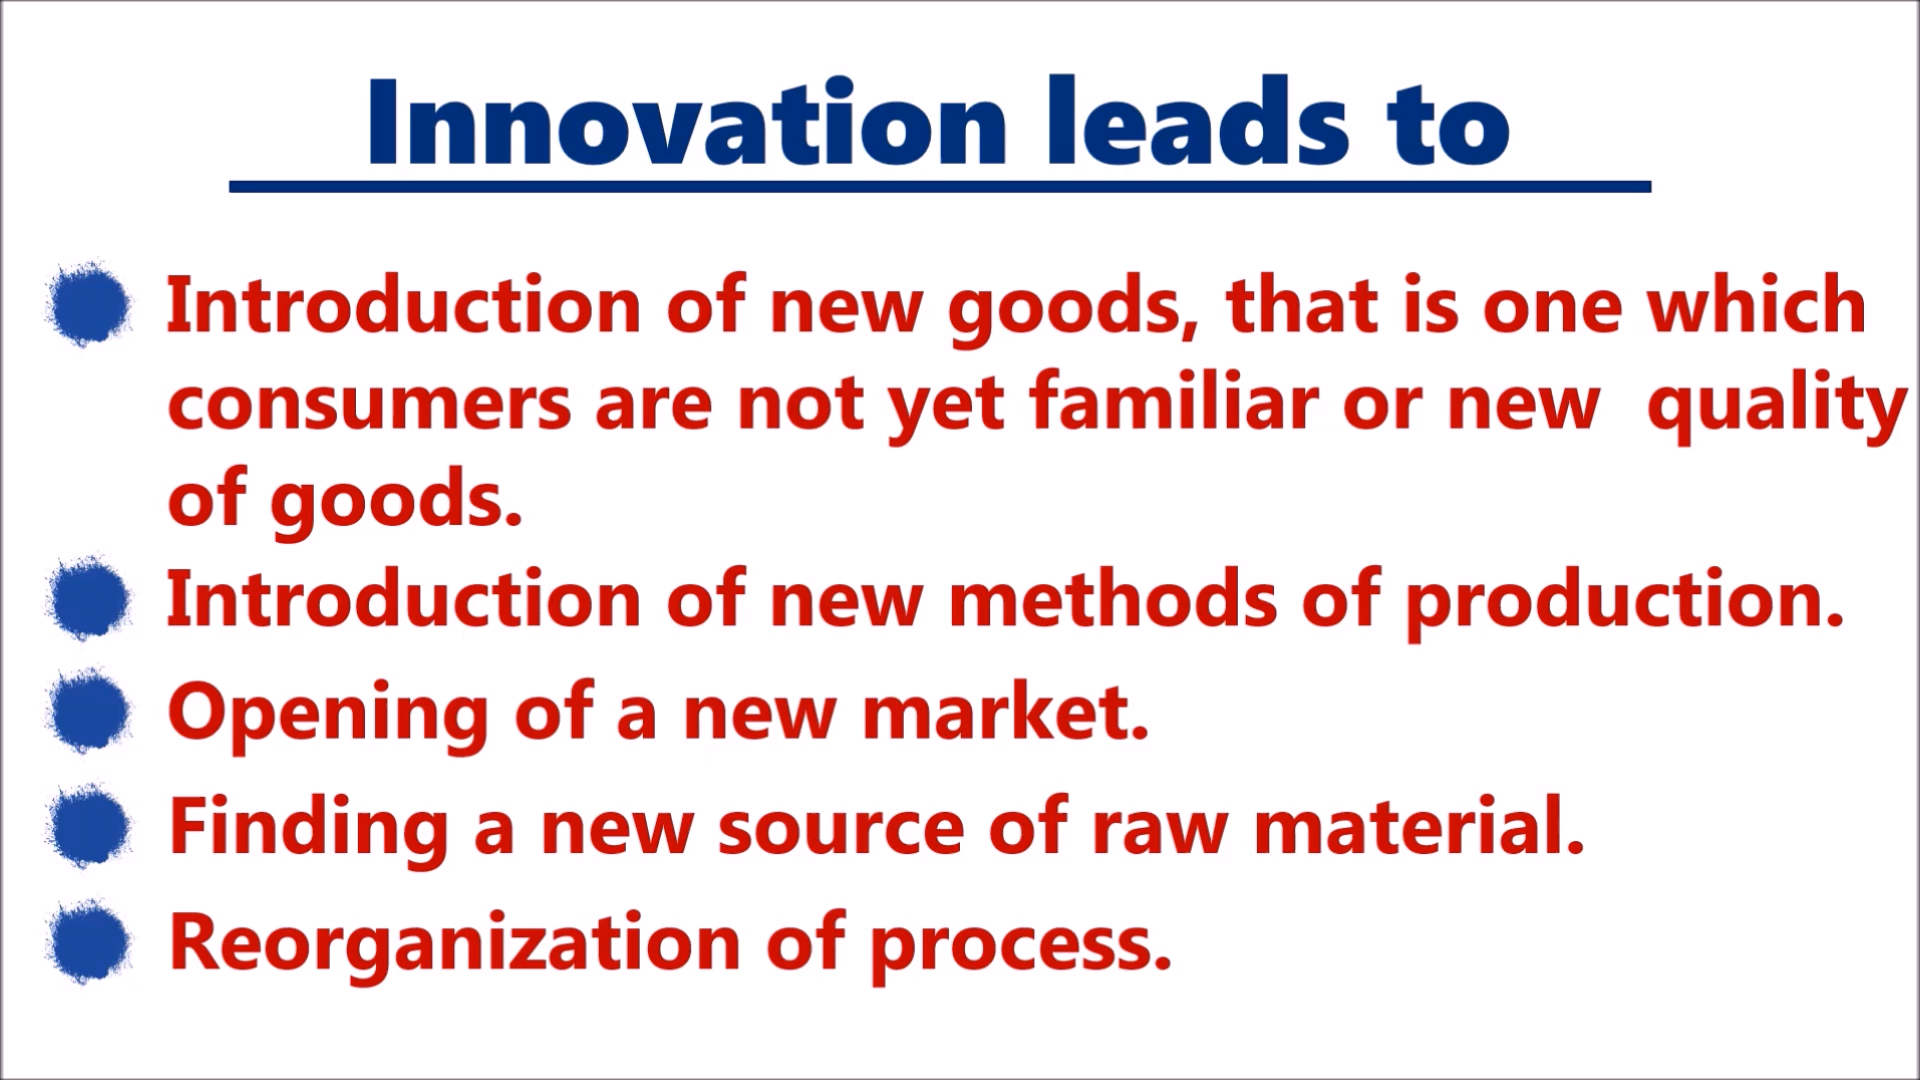 Innovation leads to
Introduction of new goods, that is one which
consumers are not yet familiar or new  quality
of goods.
Introduction of new methods of production.
Opening of a new market.
Finding a new source of raw material.
Reorganization of process.